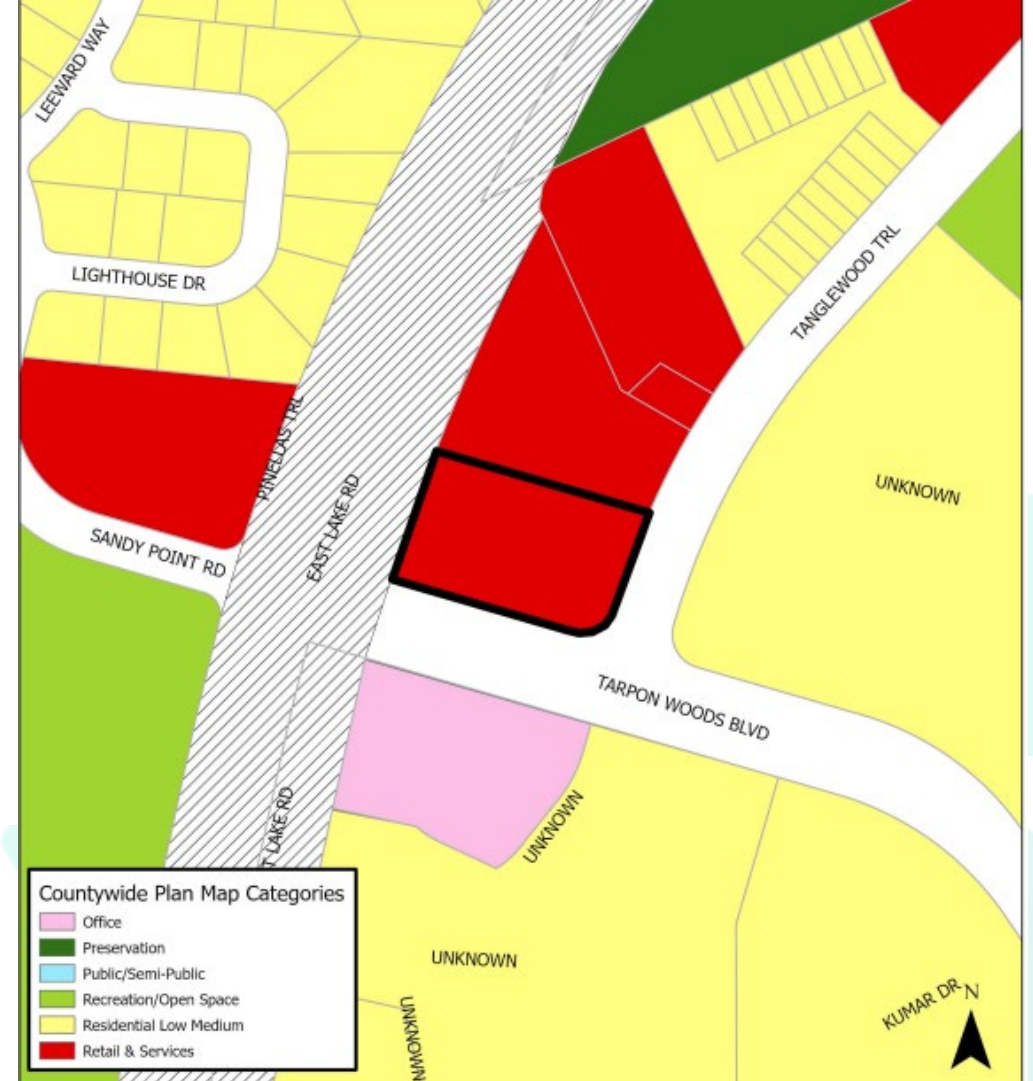 LEEWARD WAY
LIGHTHOUSE DR
TANGLEWOOD TRL
PINELLAS TRL
UNKNOWN
EAST LAKE RD
SANDY POINT RD
TARPON WOODS BLVD
UNKNOWN
T LAKE RD
Countywide Plan Map Categories
Office
Preservation
Public/Semi-Public
Recreation/Open Space
Residential Low Medium
Retail & Services
UNKNOWN
UNKNOWN
KUMAR DR
N